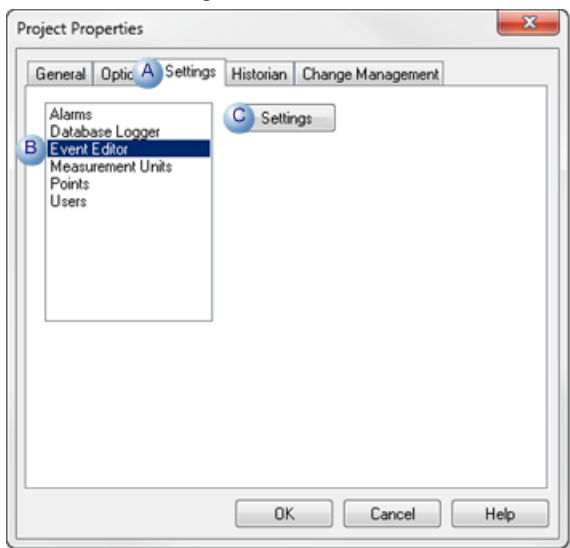 Project Properties
General Optic A Settings Historian Change Management
Alarms
Database Logger
B Event Editor
Measurement Units
Points
Users
C Settings
OK Cancel Help